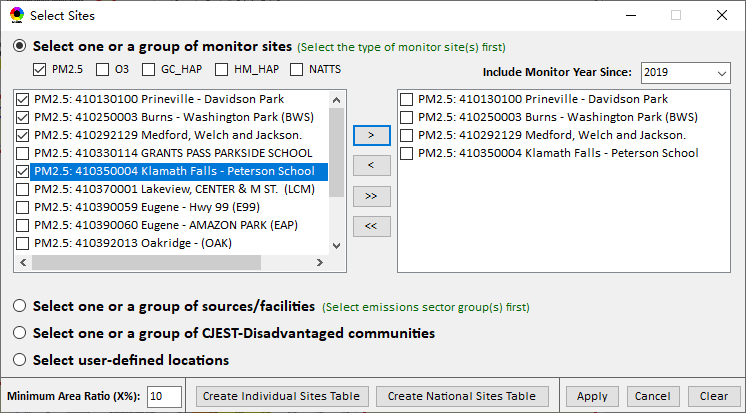 Select Sites
Select one or a group of monitor sites (Select the type of monitor site(s) first)
PM2.5 O3 GC_HAP HM_HAP NATTS
Include Monitor Year Since: 2019
PM2.5: 410130100 Prineville - Davidson Park
PM2.5: 410250003 Burns - Washington Park (BWS)
PM2.5: 410292129 Medford, Welch and Jackson.
PM2.5: 410330114 GRANTS PASS PARKSIDE SCHOOL
PM2.5: 410350004 Klamath Falls - Peterson School
PM2.5: 410370001 Lakeview, CENTER & M ST. (LCM)
PM2.5: 410390059 Eugene - Hwy 99 (E99)
PM2.5: 410390060 Eugene - AMAZON PARK (EAP)
PM2.5: 410392013 Oakridge - (OAK)
>
<
>>
<<
PM2.5: 410130100 Prineville - Davidson Park
PM2.5: 410250003 Burns - Washington Park (BWS)
PM2.5: 410292129 Medford, Welch and Jackson.
PM2.5: 410350004 Klamath Falls - Peterson School
Select one or a group of sources/facilities (Select emissions sector group(s) first)
Select one or a group of CJEST-Disadvantaged communities
Select user-defined locations
Minimum Area Ratio (X%): 10 Create Individual Sites Table Create National Sites Table Apply Cancel Clear